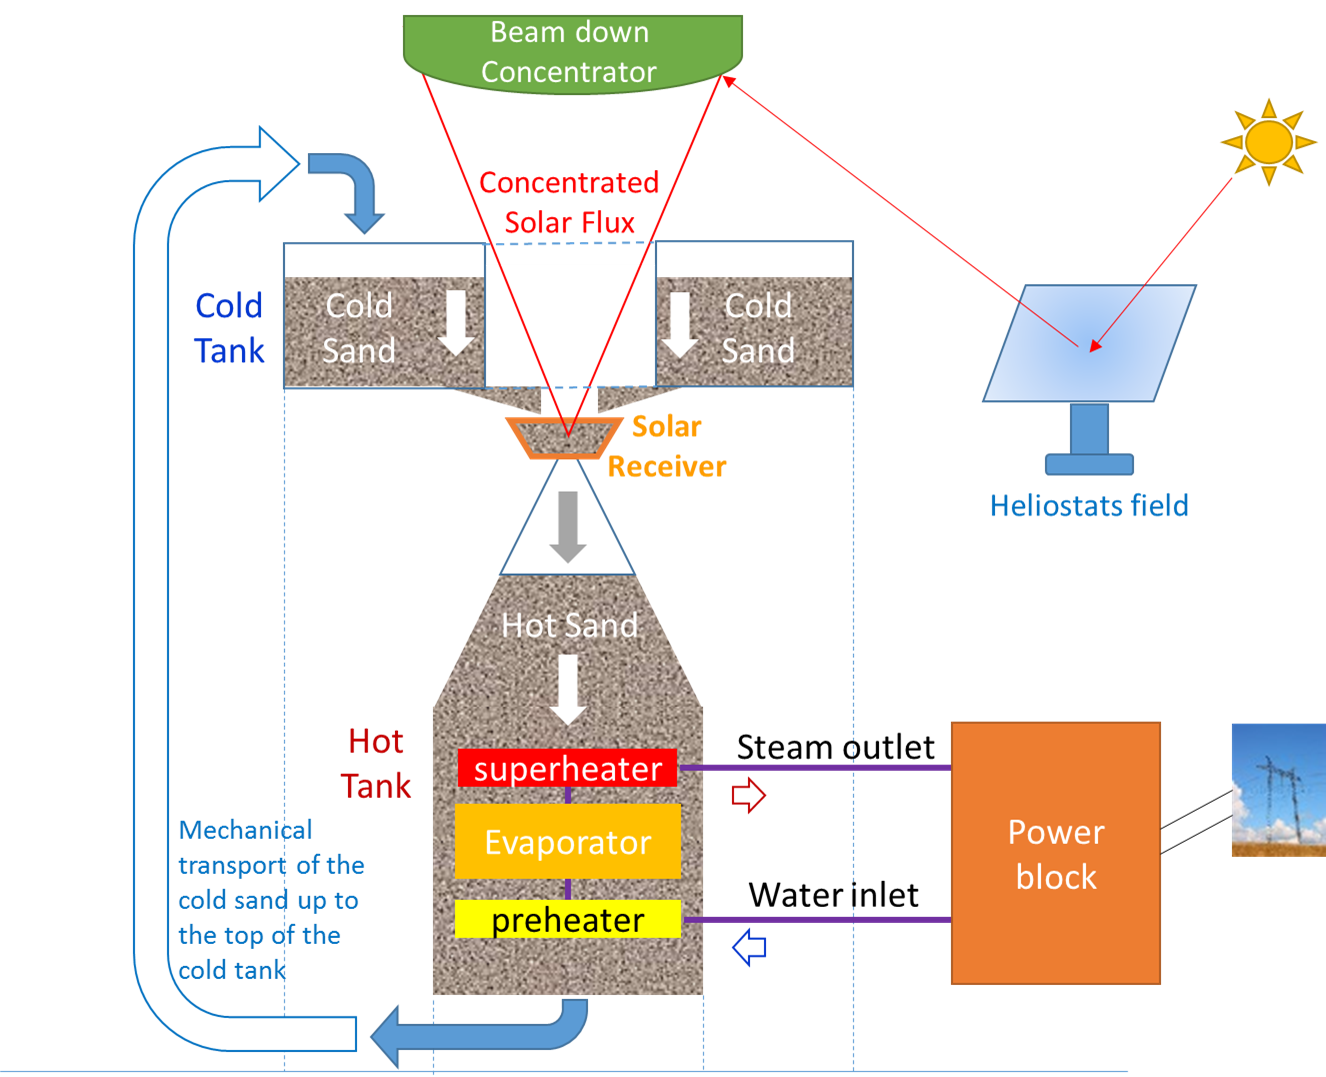 Beam down
Concentrator
Concentrated
Solar Flux
Cold
Tank
Cold
Sand
Cold
Sand
Solar
Receiver
Heliostats field
Hot Sand
Hot
Tank
superheater
Evaporator
preheater
Steam outlet
Water inlet
Power
block
Mechanical
transport of the
cold sand up to
the top of the
cold tank